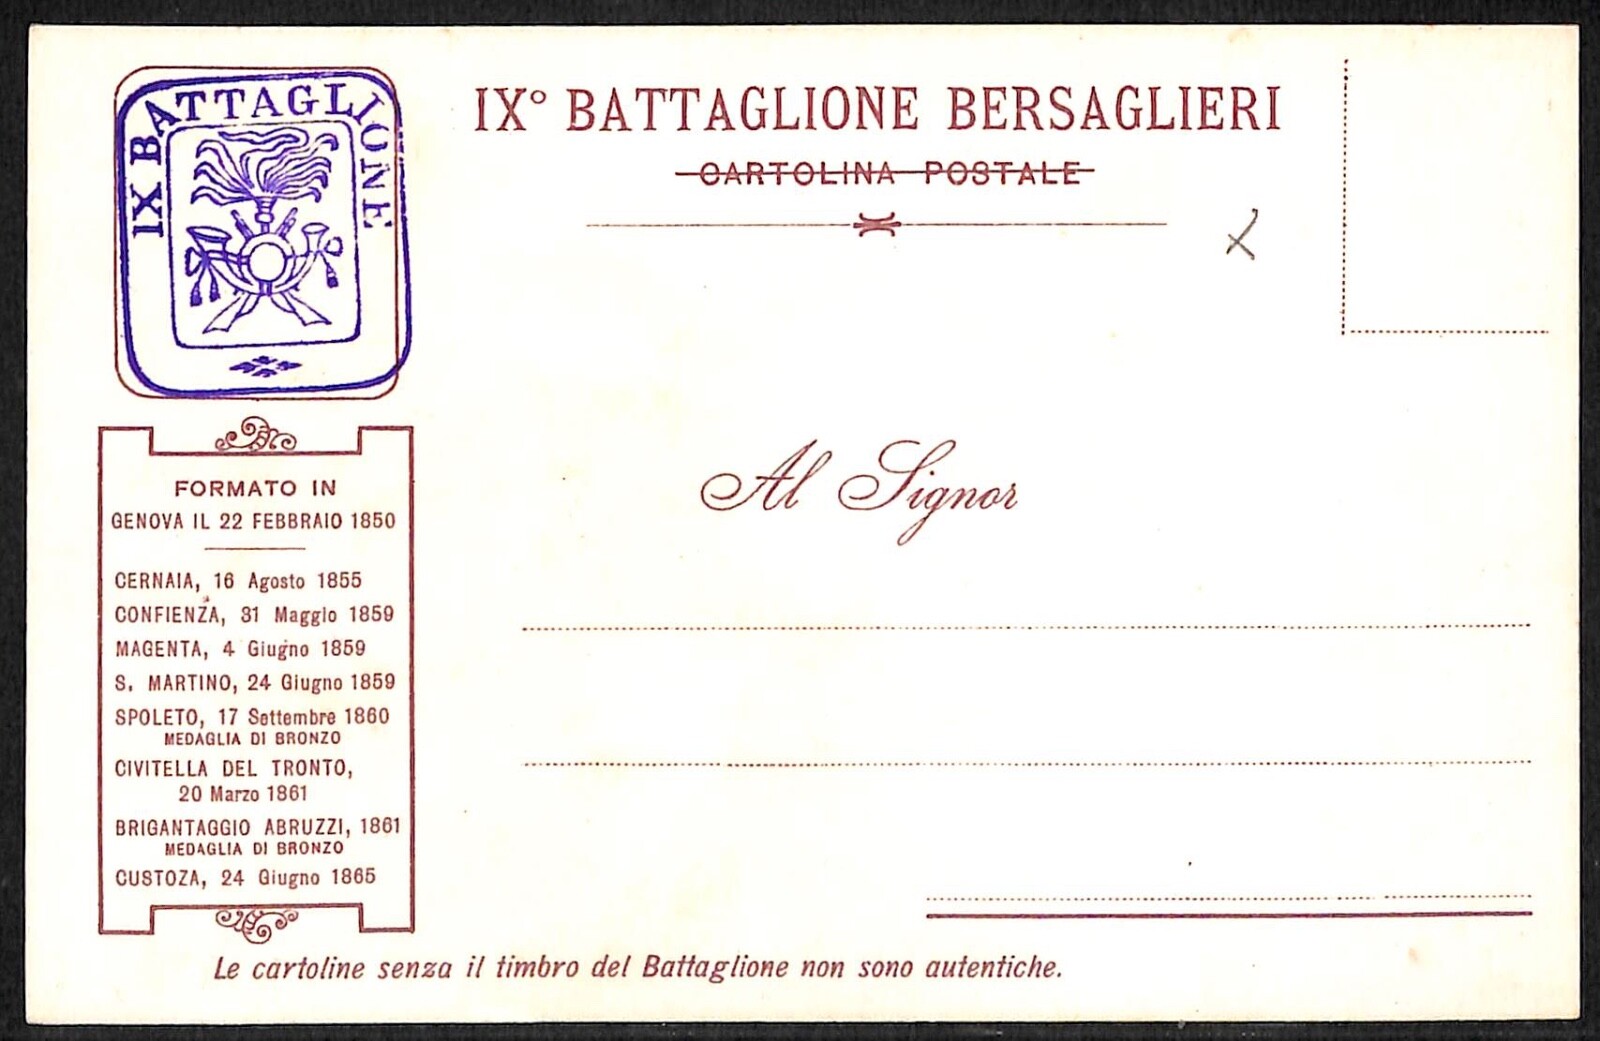 IX BATTAGLIONE
IX° BATTAGLIONE BERSAGLIERI
CARTOLINA POSTALE
FORMATO IN
GENOVA IL 22 FEBBRAIO 1850
CERNAIA, 16 Agosto 1855
CONFIENZA, 31 Maggio 1859
MAGENTA, 4 Giugno 1859
S. MARTINO, 24 Giugno 1859
SPOLETO, 17 Settembre 1860
MEDAGLIA DI BRONZO
CIVITELLA DEL TRONTO,
20 Marzo 1861
BRIGANTAGGIO ABRUZZI, 1861
MEDAGLIA DI BRONZO
CUSTOZA, 24 Giugno 1865
Al Signor
Le cartoline senza il timbro del Battaglione non sono autentiche.